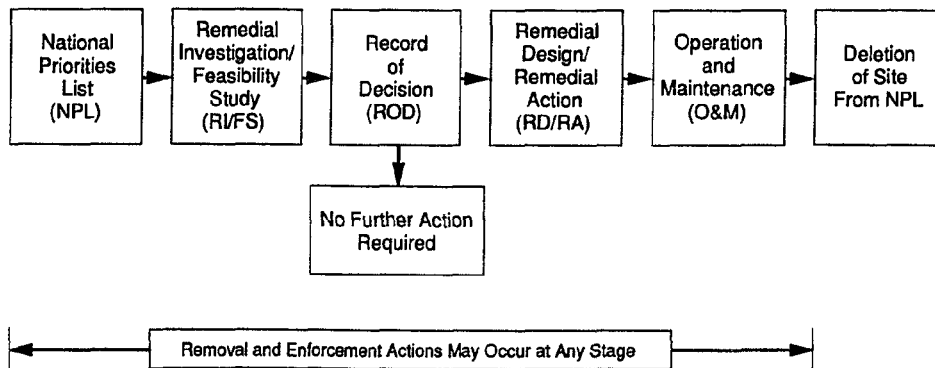 National
Priorities
List
(NPL)
Remedial
Investigation/
Feasibility
Study
(RI/FS)
Record
of
Decision
(ROD)
Remedial
Design/
Remedial
Action
(RD/RA)
Operation
and
Maintenance
(O&M)
Deletion
of Site
From NPL
No Further Action
Required
Removal and Enforcement Actions May Occur at Any Stage